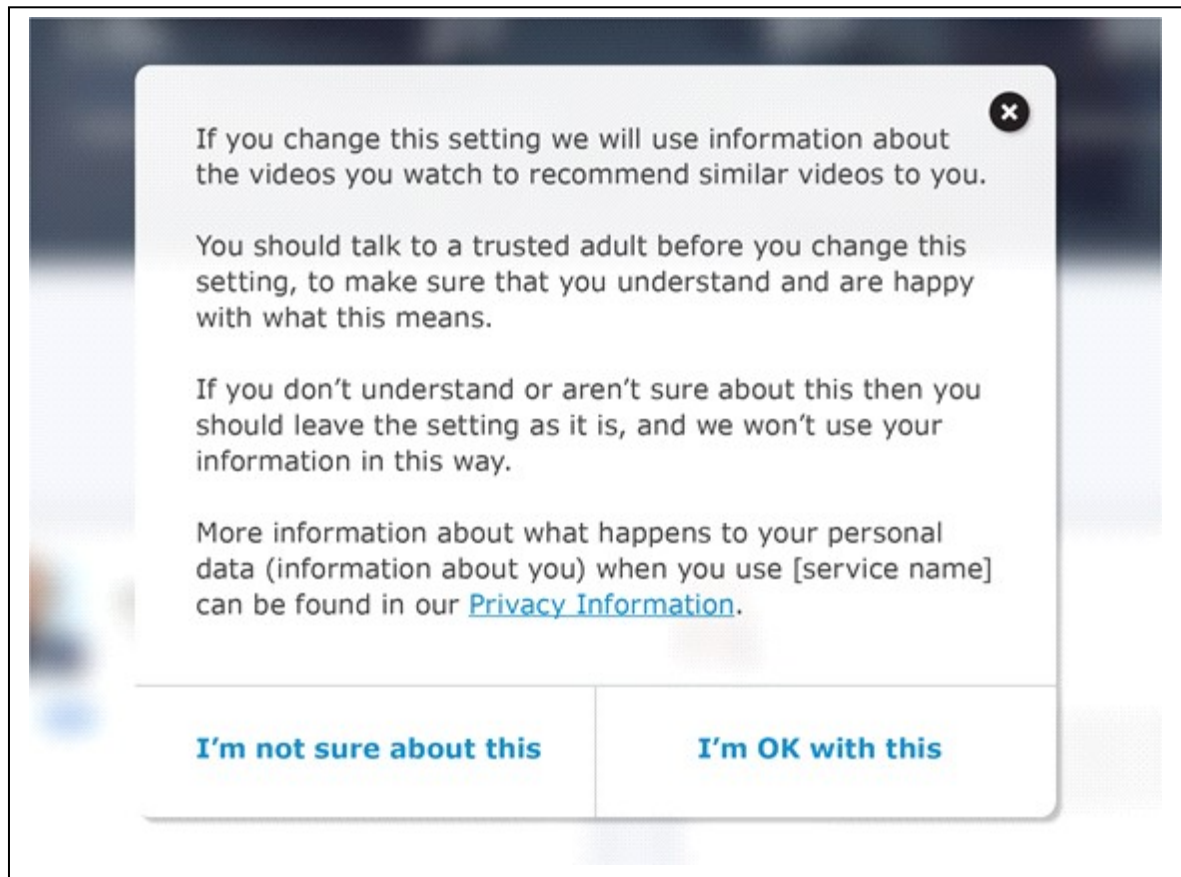 If you change this setting we will use information about
the videos you watch to recommend similar videos to you.
You should talk to a trusted adult before you change this
setting, to make sure that you understand and are happy
with what this means.
If you don’t understand or aren’t sure about this then you
should leave the setting as it is, and we won’t use your
information in this way.
More information about what happens to your personal
data (information about you) when you use [service name]
can be found in our Privacy Information.
I’m not sure about this
I’m OK with this